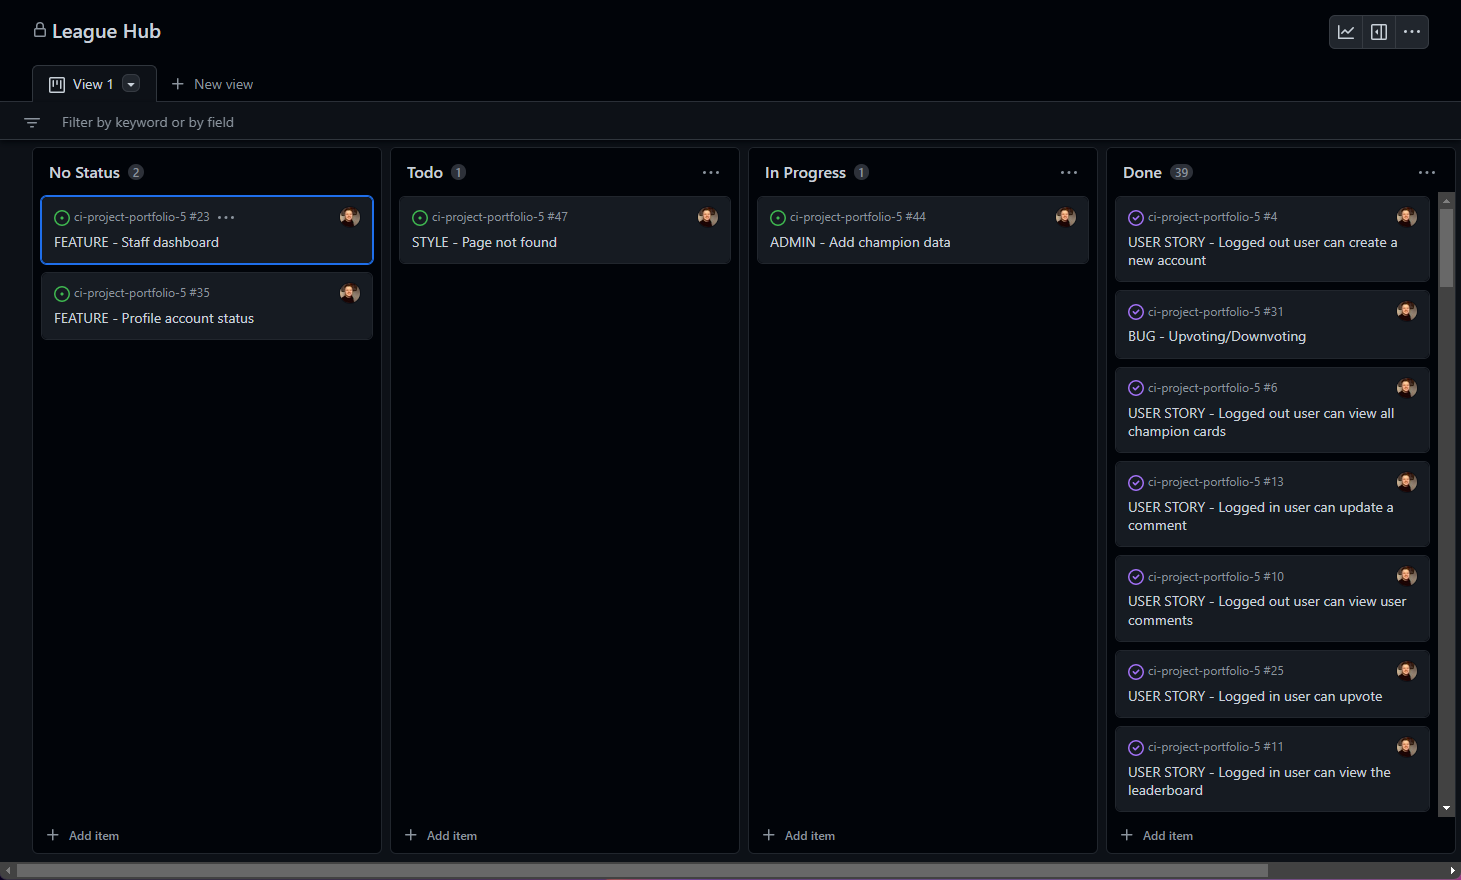 League Hub
View 1
New view
Filter by keyword or by field
No Status 2
ci-project-portfolio-5 #23
FEATURE - Staff dashboard
ci-project-portfolio-5 #35
FEATURE - Profile account status
Add item
Todo 1
ci-project-portfolio-5 #47
STYLE - Page not found
Add item
In Progress 1
ci-project-portfolio-5 #44
ADMIN - Add champion data
Add item
Done 39
ci-project-portfolio-5 #4
USER STORY - Logged out user can create a
new account
ci-project-portfolio-5 #31
BUG - Upvoting/Downvoting
ci-project-portfolio-5 #6
USER STORY - Logged out user can view all
champion cards
ci-project-portfolio-5 #13
USER STORY - Logged in user can update a
comment
ci-project-portfolio-5 #10
USER STORY - Logged out user can view user
comments
ci-project-portfolio-5 #25
USER STORY - Logged in user can upvote
ci-project-portfolio-5 #11
USER STORY - Logged in user can view the
leaderboard
Add item